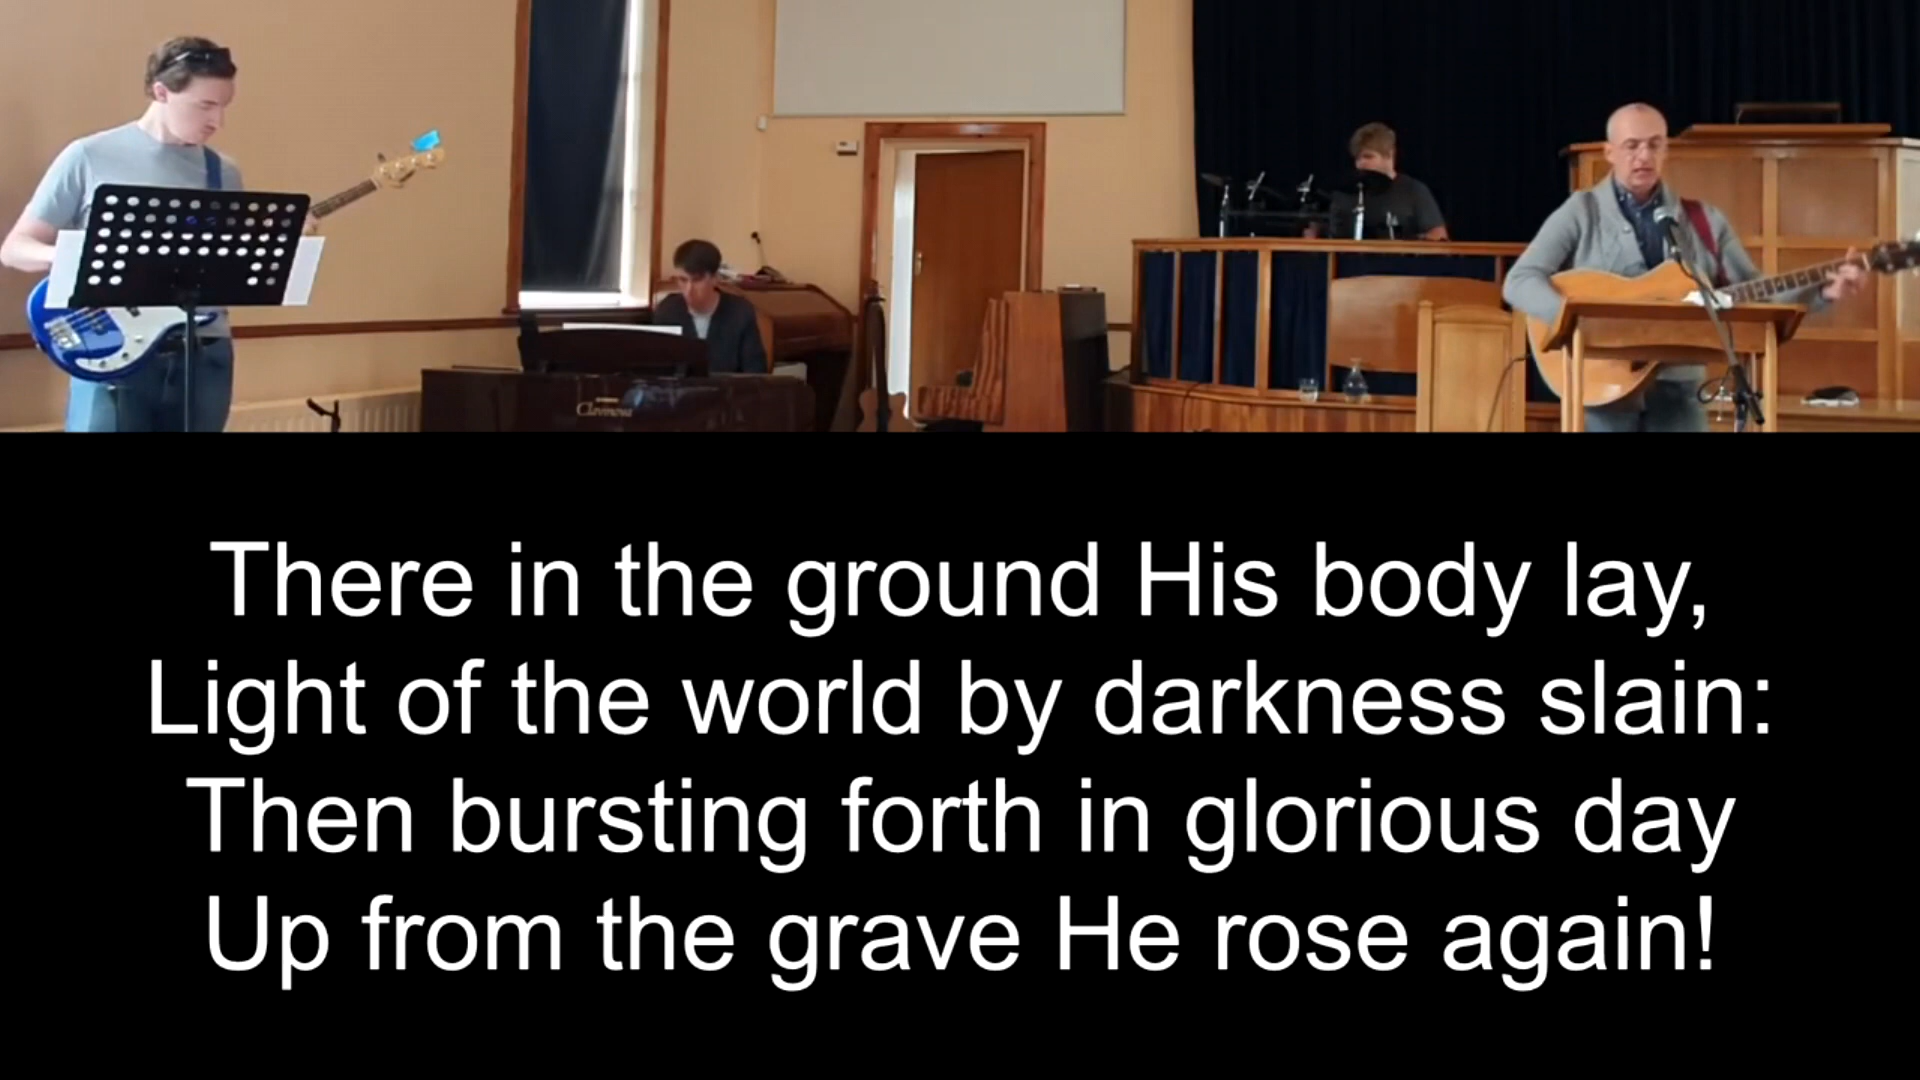 Clavinova
There in the ground His body lay,
Light of the world by darkness slain:
Then bursting forth in glorious day
Up from the grave He rose again!